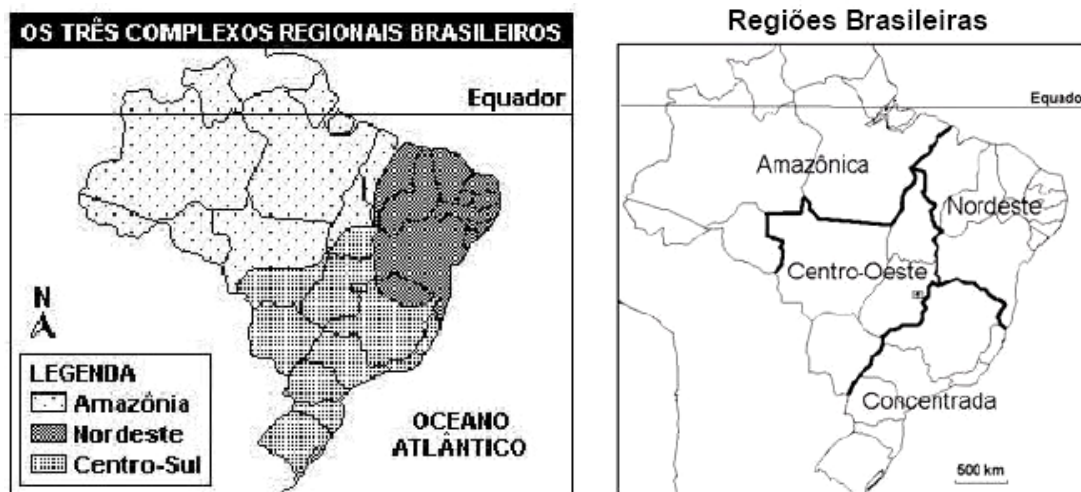 OS TRÊS COMPLEXOS REGIONAIS BRASILEIROS
Equador
N
LEGENDA
Amazônia
Nordeste
Centro-Sul
OCEANO
ATLÂNTICO
Regiões Brasileiras
Equado
Amazônica
Nordeste
Centro-Oeste
Concentrada
500 km